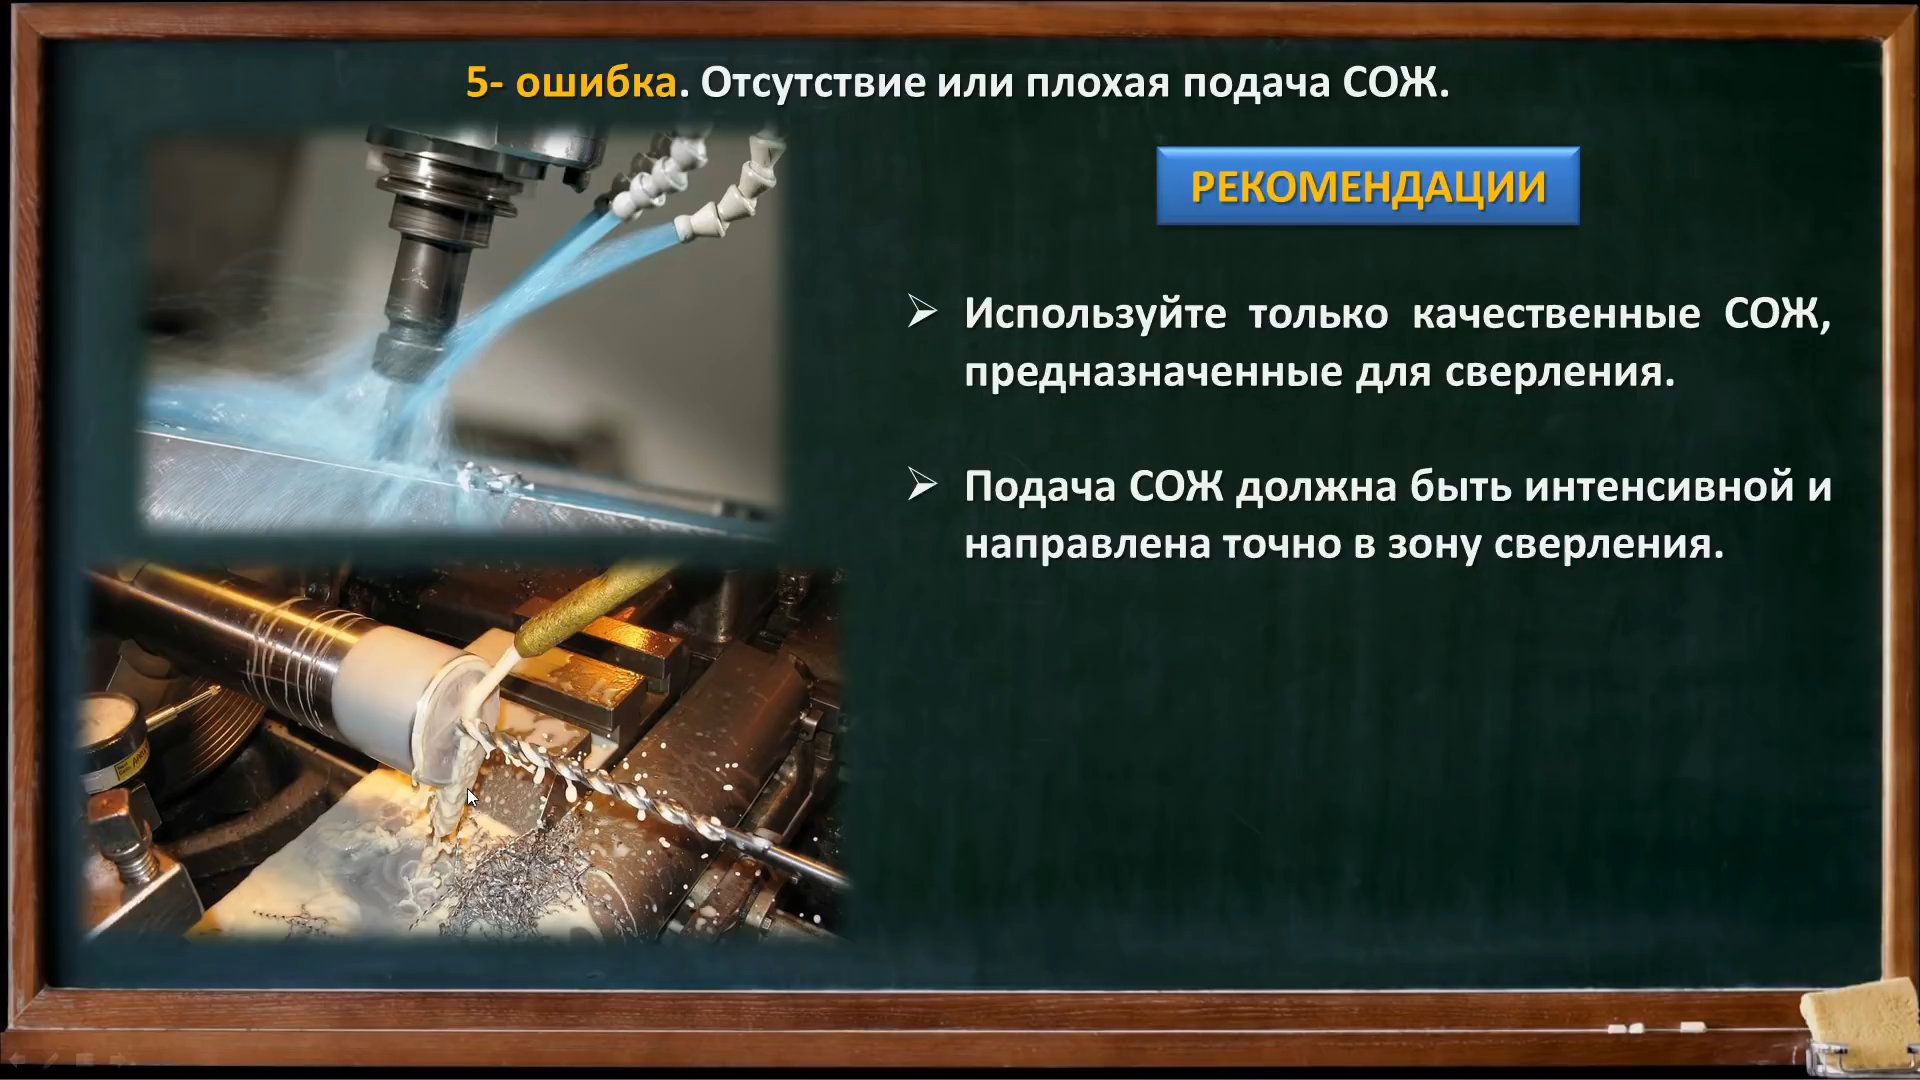 5- ошибка. Отсутствие или плохая подача СОЖ.
РЕКОМЕНДАЦИИ
Используйте только качественные СОЖ,
предназначенные для сверления.
Подача СОЖ должна быть интенсивной и
направлена точно в зону сверления.